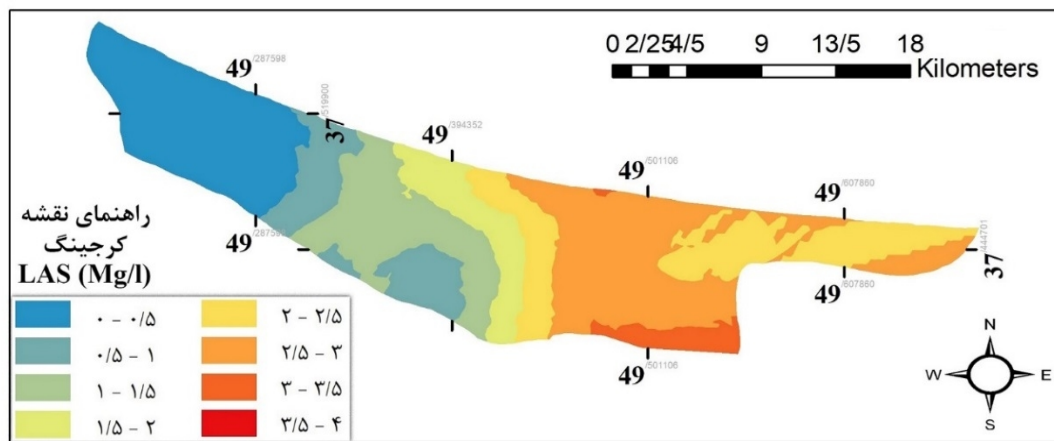 0 2/25 4/5 9 13/5 18
Kilometers
49 /287598
37 /519900
49 /394352
49 /501106
49 /607860
راهنمای نقشه
کرجینگ
LAS (Mg/l)
۰ - ۰/۵
۰/۵ - ۱
۱ - ۱/۵
۱/۵ - ۲
۲ - ۲/۵
۲/۵ - ۳
۳ - ۳/۵
۳/۵ - ۴
49
49 /501106
49 /607860
37 /444701
N
W E
S